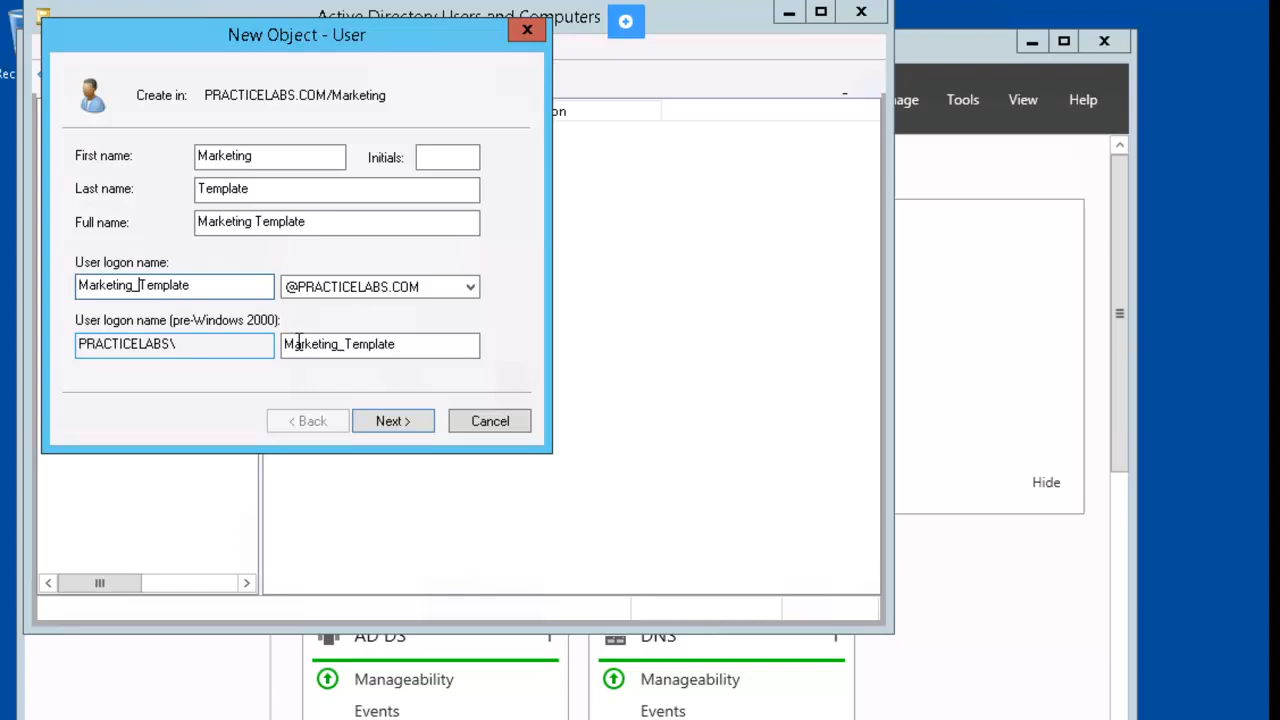 Active Directory Users and Computers
New Object - User
Create in: PRACTICELABS.COM/Marketing
First name: Marketing Initials:
Last name: Template
Full name: Marketing Template
User logon name:
Marketing_Template @PRACTICELABS.COM
User logon name (pre-Windows 2000):
PRACTICELABS\ Marketing_Template
< Back Next > Cancel
Tools View Help
Hide
AD DS DNS
Manageability Manageability
Events Events